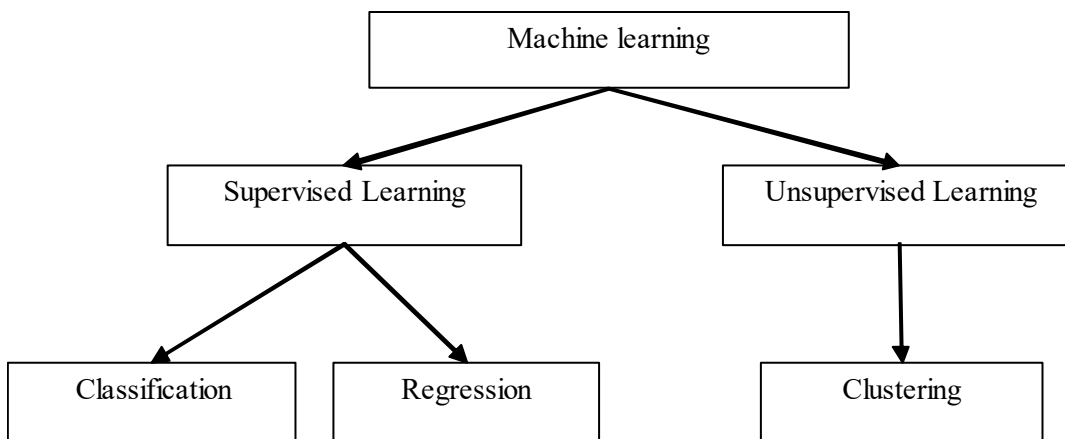 Machine learning
Supervised Learning
Unsupervised Learning
Classification
Regression
Clustering